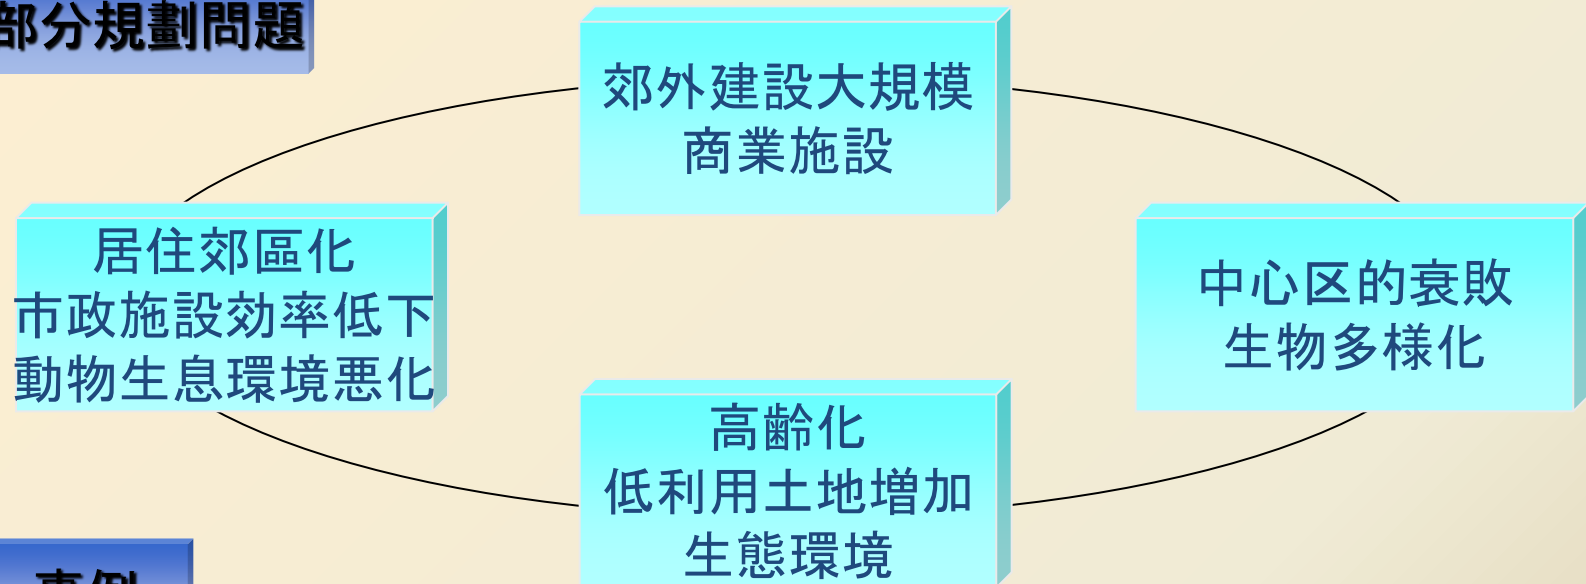 部分規劃問題
郊外建設大規模
商業施設
居住郊區化
市政施設効率低下
動物生息環境悪化
中心区的衰敗
生物多様化
高齢化
低利用土地増加
生態環境
事例